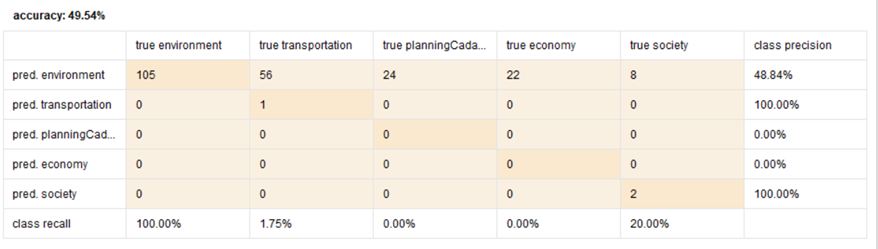 accuracy: 49.54%
true environment true transportation true planningCada... true economy true society class precision
pred. environment 105 56 24 22 8 48.84%
pred. transportation 0 1 0 0 0 100.00%
pred. planningCad... 0 0 0 0 0 0.00%
pred. economy 0 0 0 0 0 0.00%
pred. society 0 0 0 0 2 100.00%
class recall 100.00% 1.75% 0.00% 0.00% 20.00%